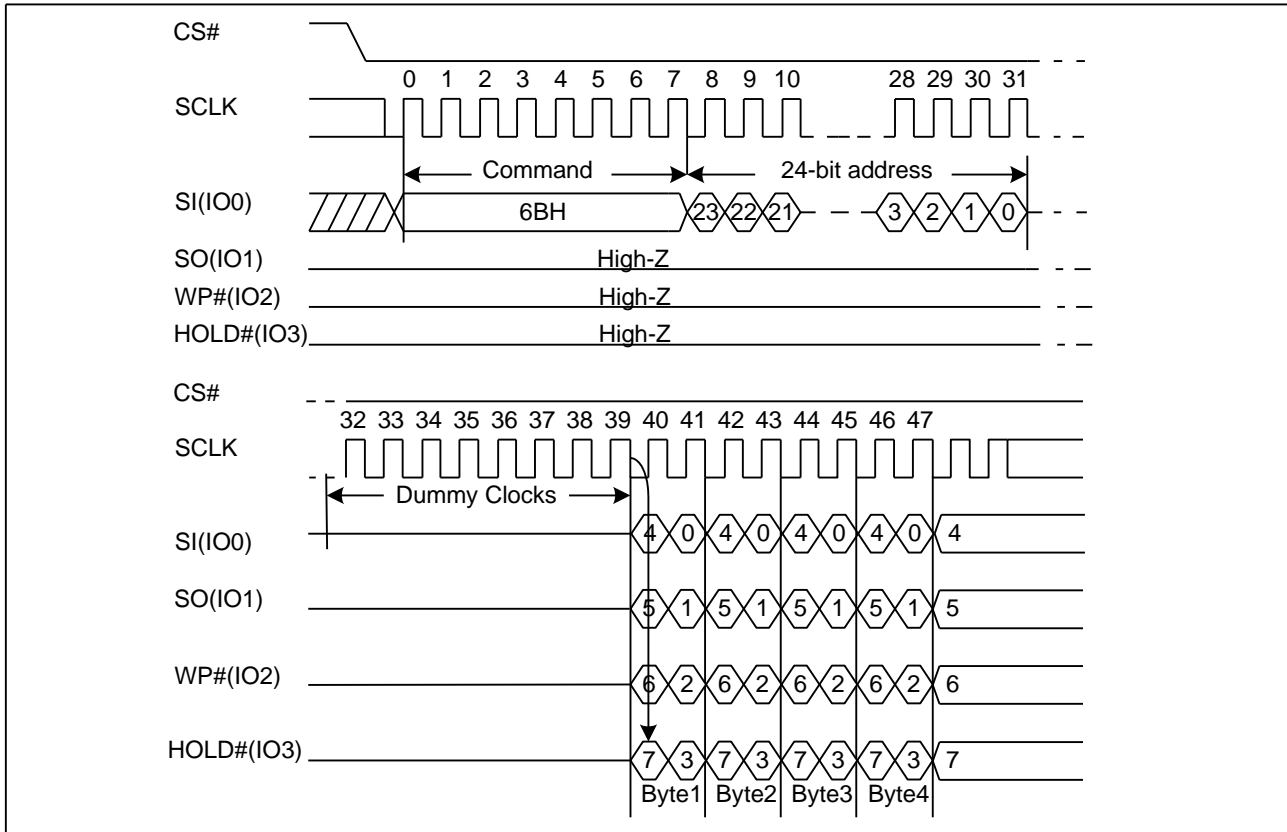 CS#
0 1 2 3 4 5 6 7 8 9 10 28 29 30 31
SCLK
Command 24-bit address
SI(IO0) 6BH 23 22 21 3 2 1 0
SO(IO1) High-Z
WP#(IO2) High-Z
HOLD#(IO3) High-Z
CS#
32 33 34 35 36 37 38 39 40 41 42 43 44 45 46 47
SCLK
Dummy Clocks
SI(IO0) 4 0 4 0 4 0 4 0 4
SO(IO1) 5 1 5 1 5 1 5 1 5
WP#(IO2) 6 2 6 2 6 2 6 2 6
HOLD#(IO3) 7 3 7 3 7 3 7 3 7
Byte1 Byte2 Byte3 Byte4